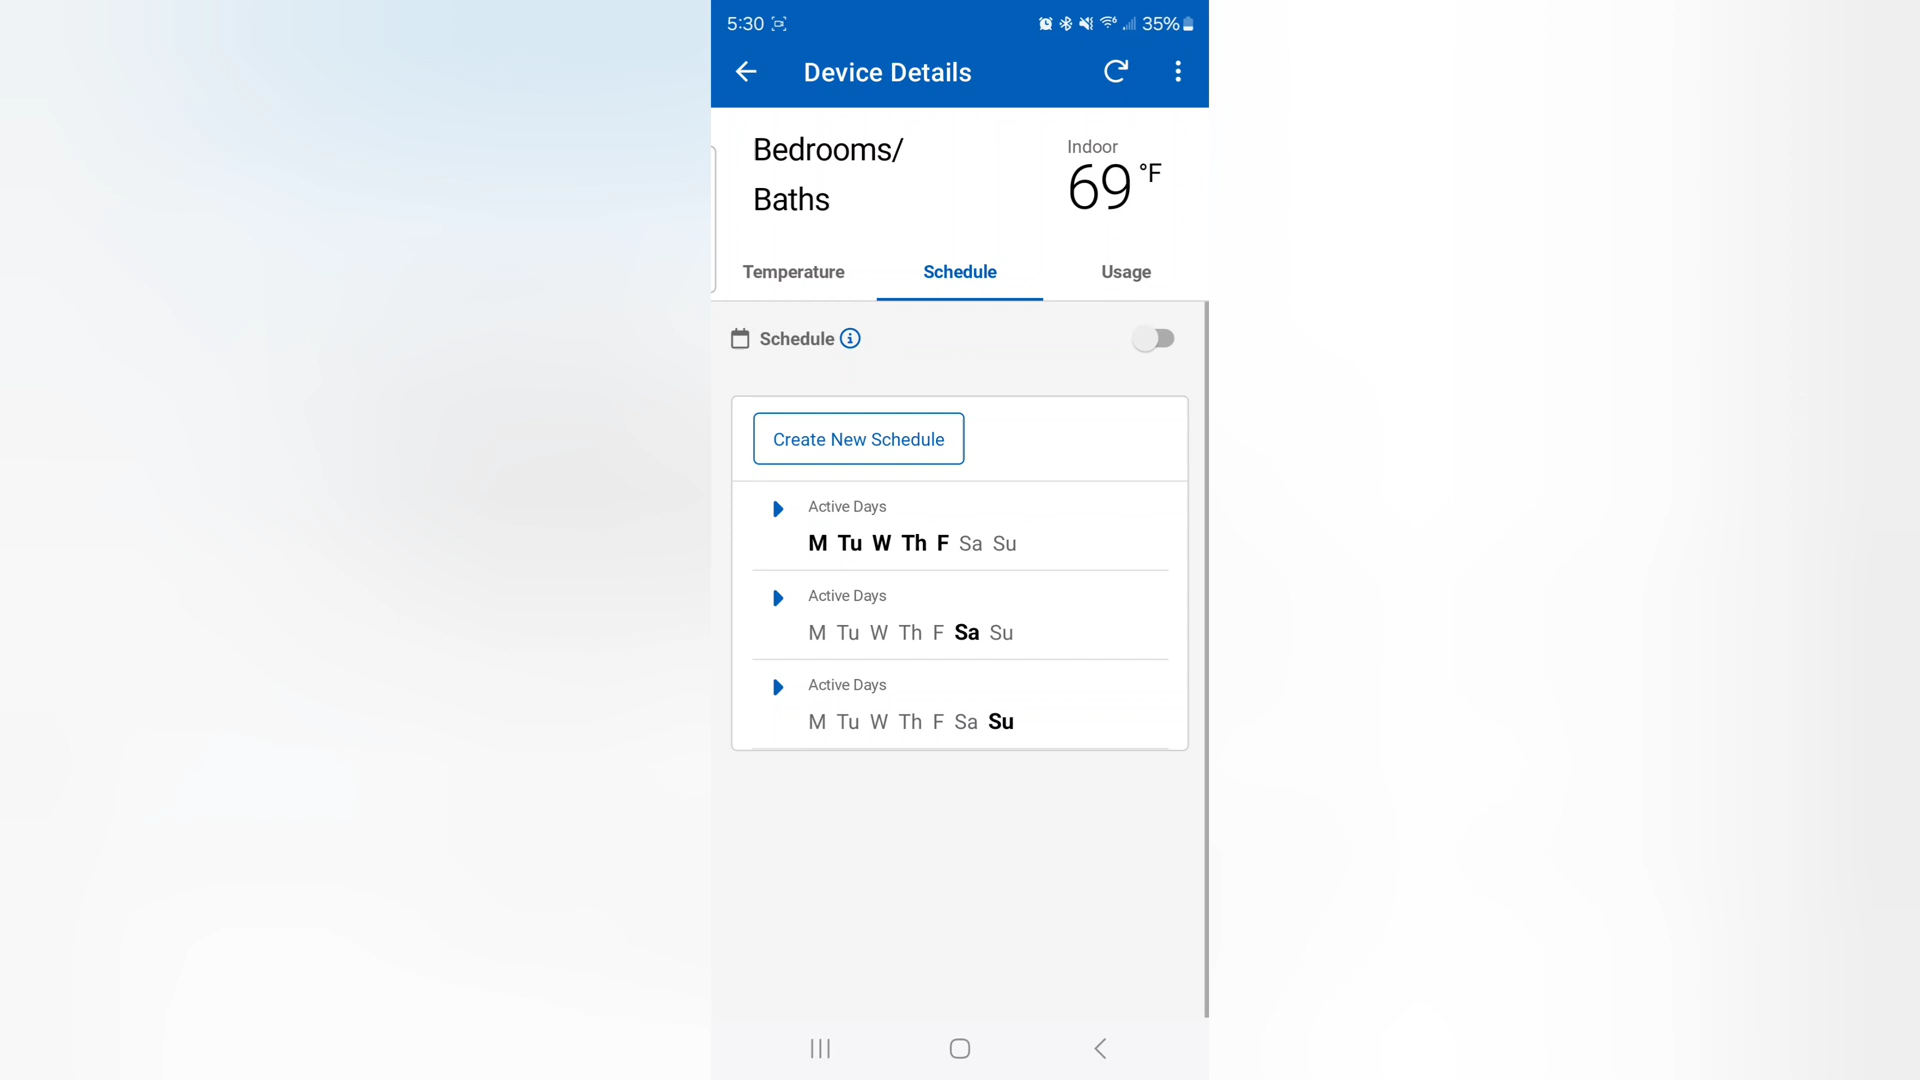 5:30 35%
Device Details
Bedrooms/
Baths
Indoor
69 °F
Temperature Schedule Usage
Schedule
Create New Schedule
Active Days
M Tu W Th F Sa Su
Active Days
M Tu W Th F Sa Su
Active Days
M Tu W Th F Sa Su